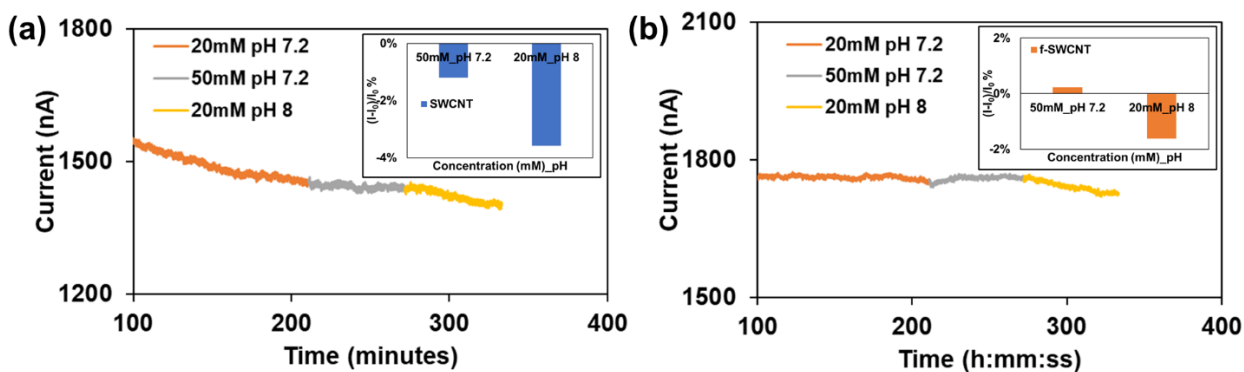 (a)
1800
1500
1200
Current (nA)
20mM pH 7.2
50mM pH 7.2
20mM pH 8
0%
-2%
-4%
(I-I₀)/I₀ %
50mM_pH 7.2
20mM_pH 8
SWCNT
Concentration (mM)_pH
100
200
300
400
Time (minutes)
(b)
2100
1800
1500
Current (nA)
20mM pH 7.2
50mM pH 7.2
20mM pH 8
2%
0%
-2%
(I-I₀)/I₀ %
f-SWCNT
50mM_pH 7.2
20mM_pH 8
Concentration (mM)_pH
100
200
300
400
Time (h:mm:ss)